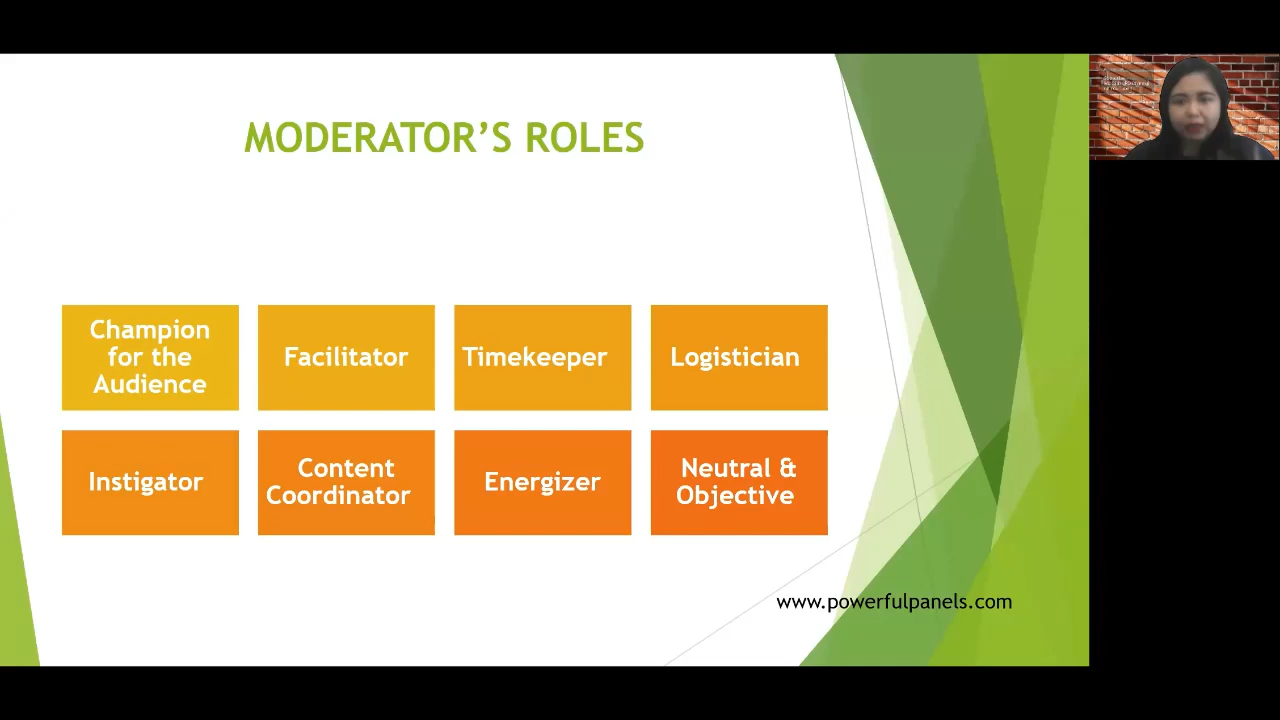 MODERATOR'S ROLES
Champion
for the
Audience
Facilitator
Timekeeper
Logistician
Instigator
Content
Coordinator
Energizer
Neutral &
Objective
www.powerfulpanels.com